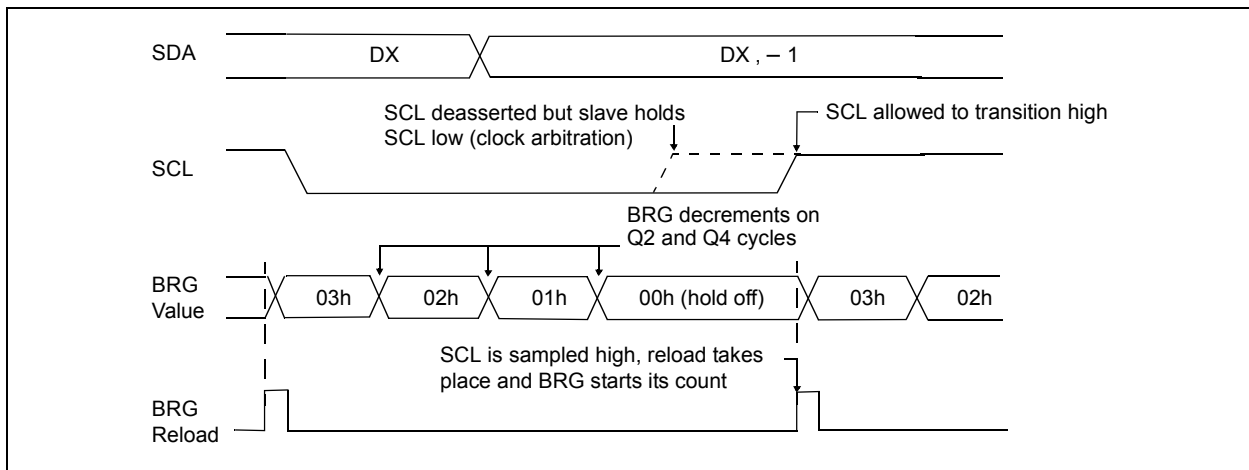 SDA
DX
DX , – 1
SCL deasserted but slave holds
SCL low (clock arbitration)
SCL allowed to transition high
SCL
BRG decrements on
Q2 and Q4 cycles
BRG
Value
03h
02h
01h
00h (hold off)
03h
02h
SCL is sampled high, reload takes
place and BRG starts its count
BRG
Reload